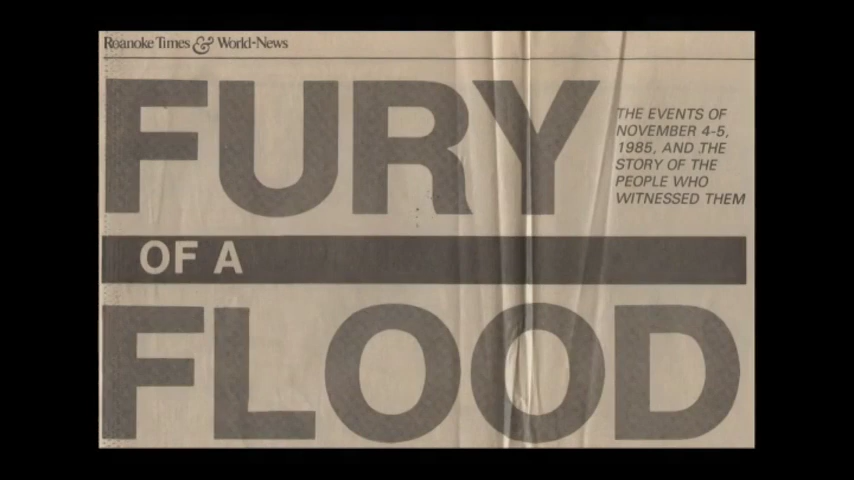 Roanoke Times & World-News
FURY
THE EVENTS OF
NOVEMBER 4-5,
1985, AND THE
STORY OF THE
PEOPLE WHO
WITNESSED THEM
OF A
FLOOD